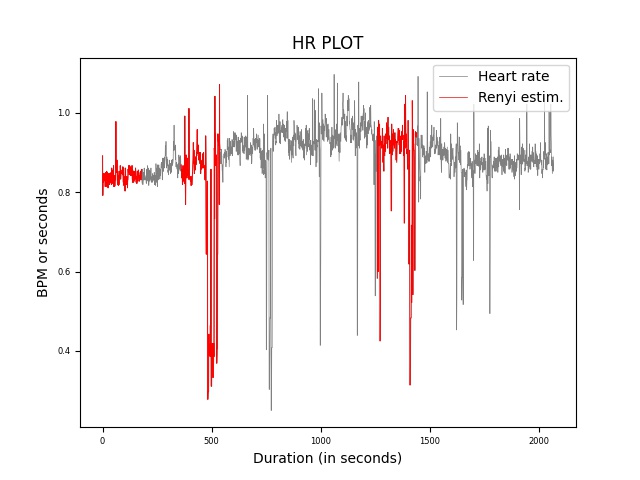 HR PLOT
Heart rate
Renyi estim.
BPM or seconds
1.0
0.8
0.6
0.4
0
500
1000
1500
2000
Duration (in seconds)